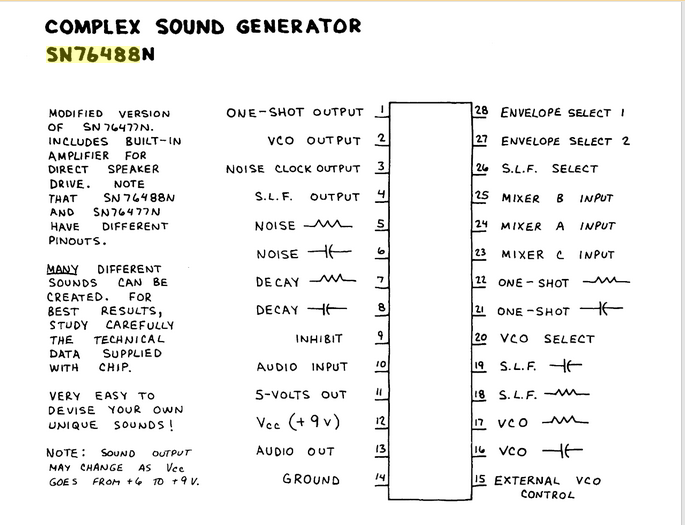 COMPLEX SOUND GENERATOR
SN76488N
MODIFIED VERSION
OF SN76477N.
INCLUDES BUILT-IN
AMPLIFIER FOR
DIRECT SPEAKER
DRIVE. NOTE
THAT SN76488N
AND SN76477N
HAVE DIFFERENT
PINOUTS.
MANY DIFFERENT
SOUNDS CAN BE
CREATED. FOR
BEST RESULTS,
STUDY CAREFULLY
THE TECHNICAL
DATA SUPPLIED
WITH CHIP.
VERY EASY TO
DEVISE YOUR OWN
UNIQUE SOUNDS!
NOTE: SOUND OUTPUT
MAY CHANGE AS Vcc
GOES FROM +6 TO +9 V.
ONE-SHOT OUTPUT 1
VCO OUTPUT 2
NOISE CLOCK OUTPUT 3
S.L.F. OUTPUT 4
NOISE 5
NOISE 6
DECAY 7
DECAY 8
INHIBIT 9
AUDIO INPUT 10
5-VOLTS OUT 11
Vcc (+9v) 12
AUDIO OUT 13
GROUND 14
28 ENVELOPE SELECT 1
27 ENVELOPE SELECT 2
26 S.L.F. SELECT
25 MIXER B INPUT
24 MIXER A INPUT
23 MIXER C INPUT
22 ONE-SHOT
21 ONE-SHOT
20 VCO SELECT
19 S.L.F.
18 S.L.F.
17 VCO
16 VCO
15 EXTERNAL VCO
CONTROL